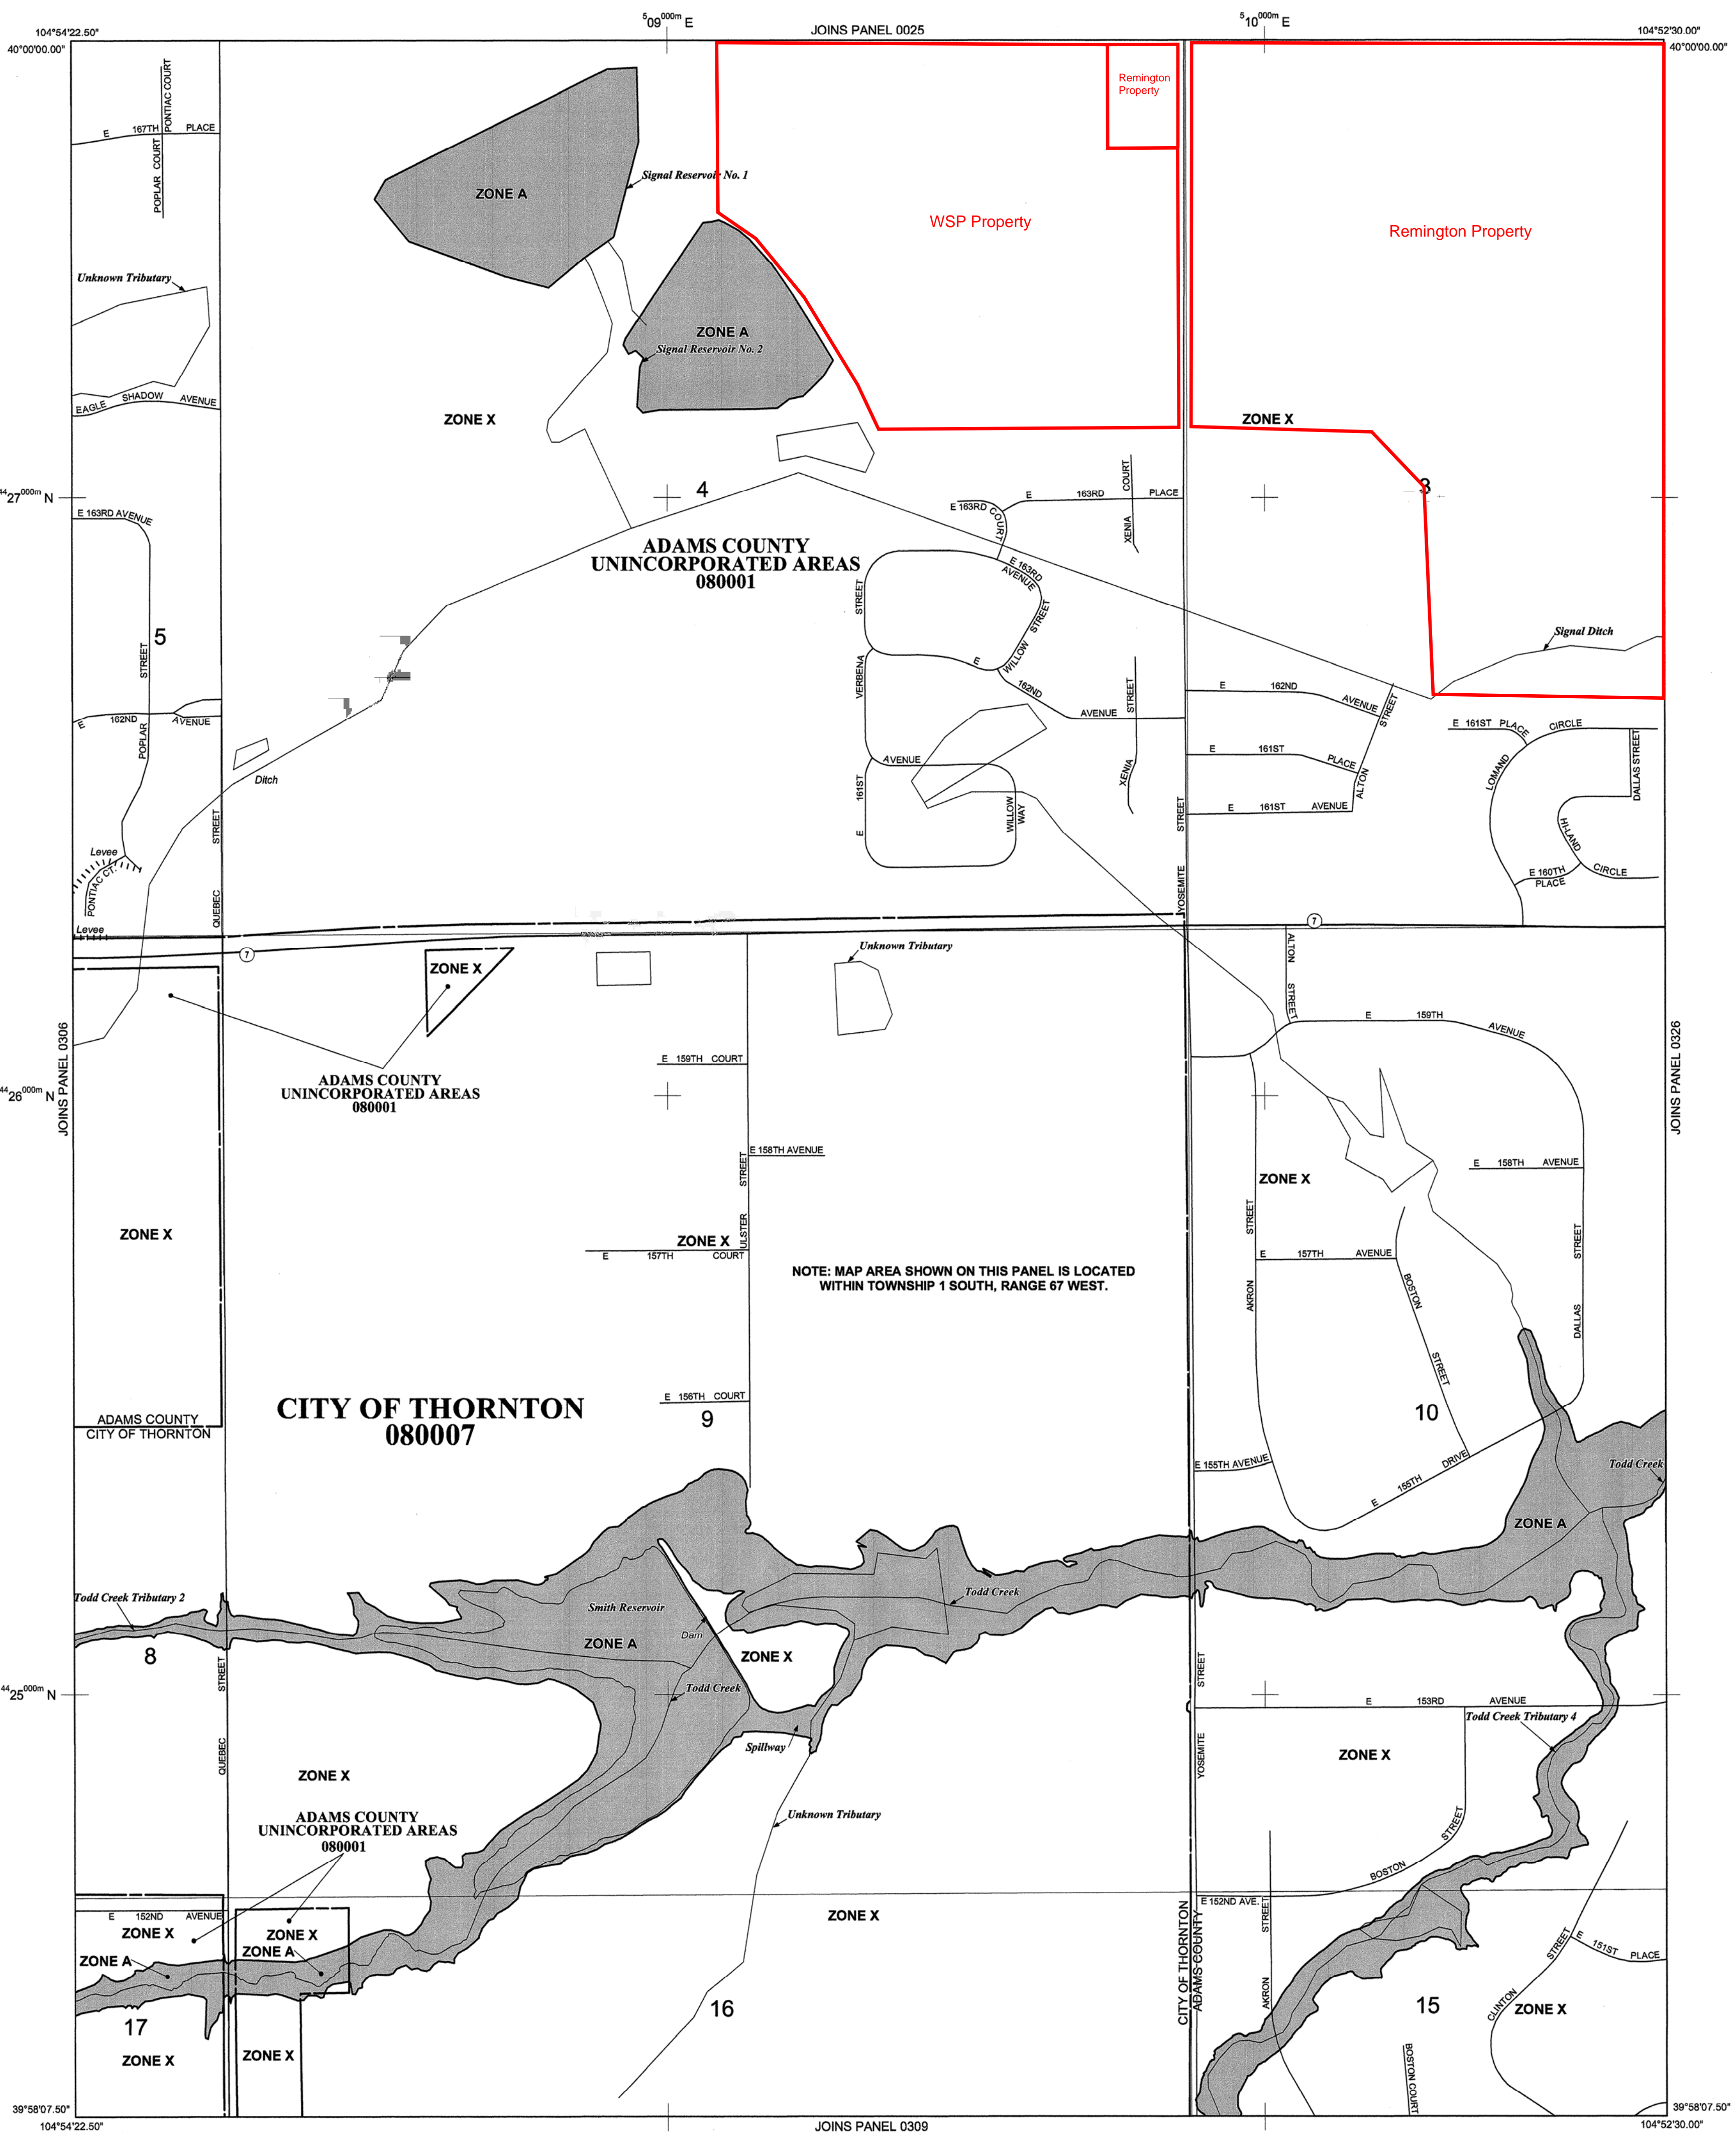 ⁵09⁰⁰⁰ᵐ E
⁵10⁰⁰⁰ᵐ E
104°54'22.50"
JOINS PANEL 0025
104°52'30.00"
40°00'00.00"
40°00'00.00"
PONTIAC COURT
E 167TH PLACE
POPLAR COURT
Remington
Property
ZONE A
Signal Reservoir No. 1
WSP Property
Remington Property
Unknown Tributary
ZONE A
Signal Reservoir No. 2
EAGLE SHADOW AVENUE
ZONE X
ZONE X
⁴⁴27⁰⁰⁰ᵐ N
4
3
E 163RD AVENUE
E 163RD PLACE
E 163RD COURT
XENIA COURT
ADAMS COUNTY
UNINCORPORATED AREAS
080001
E 163RD
AVENUE
VERBENA STREET
WILLOW STREET
5
POPLAR STREET
Signal Ditch
E 162ND AVENUE
E 162ND AVENUE
XENIA STREET
E 162ND AVENUE
E 161ST PLACE
E 161ST AVENUE
ALTON STREET
E 161ST PLACE
CIRCLE
LOMAND
DALLAS STREET
HI-LAND CIRCLE
E 160TH
PLACE
Ditch
E 161ST AVENUE
WILLOW
WAY
Levee
PONTIAC CT.
Levee
QUEBEC STREET
YOSEMITE STREET
7
7
ZONE X
Unknown Tributary
ALTON STREET
E 159TH AVENUE
JOINS PANEL 0306
JOINS PANEL 0326
E 159TH COURT
ADAMS COUNTY
UNINCORPORATED AREAS
080001
⁴⁴26⁰⁰⁰ᵐ N
E 158TH AVENUE
ULSTER STREET
E 158TH AVENUE
ZONE X
ZONE X
ZONE X
E 157TH COURT
E 157TH AVENUE
AKRON STREET
BOSTON STREET
DALLAS STREET
NOTE: MAP AREA SHOWN ON THIS PANEL IS LOCATED
WITHIN TOWNSHIP 1 SOUTH, RANGE 67 WEST.
ADAMS COUNTY
CITY OF THORNTON
CITY OF THORNTON
080007
E 156TH COURT
9
10
E 155TH AVENUE
E 155TH DRIVE
Todd Creek
ZONE A
Todd Creek Tributary 2
8
Smith Reservoir
ZONE A
Dam
ZONE X
Todd Creek
Todd Creek
Spillway
⁴⁴25⁰⁰⁰ᵐ N
QUEBEC STREET
YOSEMITE STREET
E 153RD AVENUE
Todd Creek Tributary 4
ZONE X
ZONE X
ADAMS COUNTY
UNINCORPORATED AREAS
080001
Unknown Tributary
BOSTON STREET
E 152ND AVENUE
E 152ND AVE.
ZONE X
ZONE X
ZONE A
ZONE A
ZONE X
CITY OF THORNTON
ADAMS COUNTY
AKRON STREET
CLINTON STREET
E 151ST PLACE
17
16
15
ZONE X
ZONE X
ZONE X
BOSTON COURT
39°58'07.50"
39°58'07.50"
104°54'22.50"
JOINS PANEL 0309
104°52'30.00"